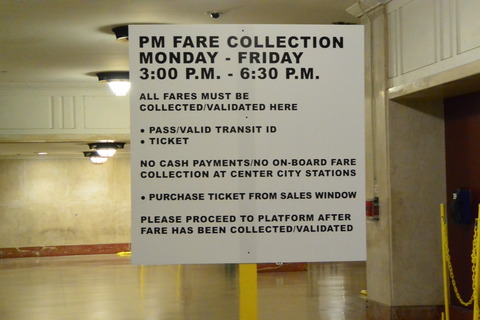 PM FARE COLLECTION
MONDAY - FRIDAY
3:00 P.M. - 6:30 P.M.
ALL FARES MUST BE
COLLECTED/VALIDATED HERE
• PASS/VALID TRANSIT ID
• TICKET
NO CASH PAYMENTS/NO ON-BOARD FARE
COLLECTION AT CENTER CITY STATIONS
• PURCHASE TICKET FROM SALES WINDOW
PLEASE PROCEED TO PLATFORM AFTER
FARE HAS BEEN COLLECTED/VALIDATED